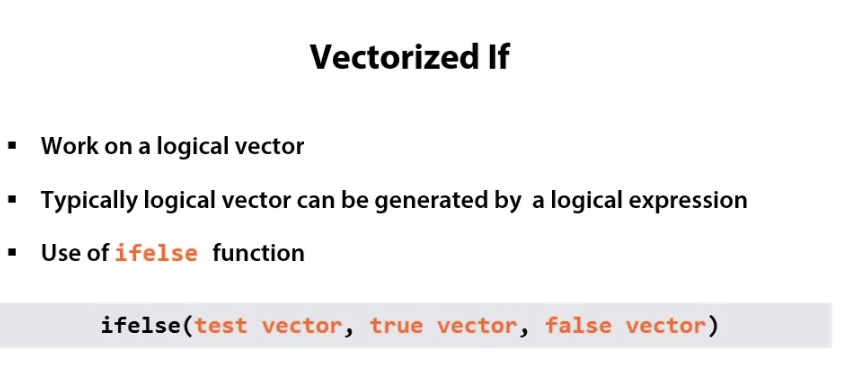 Vectorized If
▪ Work on a logical vector
▪ Typically logical vector can be generated by a logical expression
▪ Use of ifelse function
ifelse(test vector, true vector, false vector)